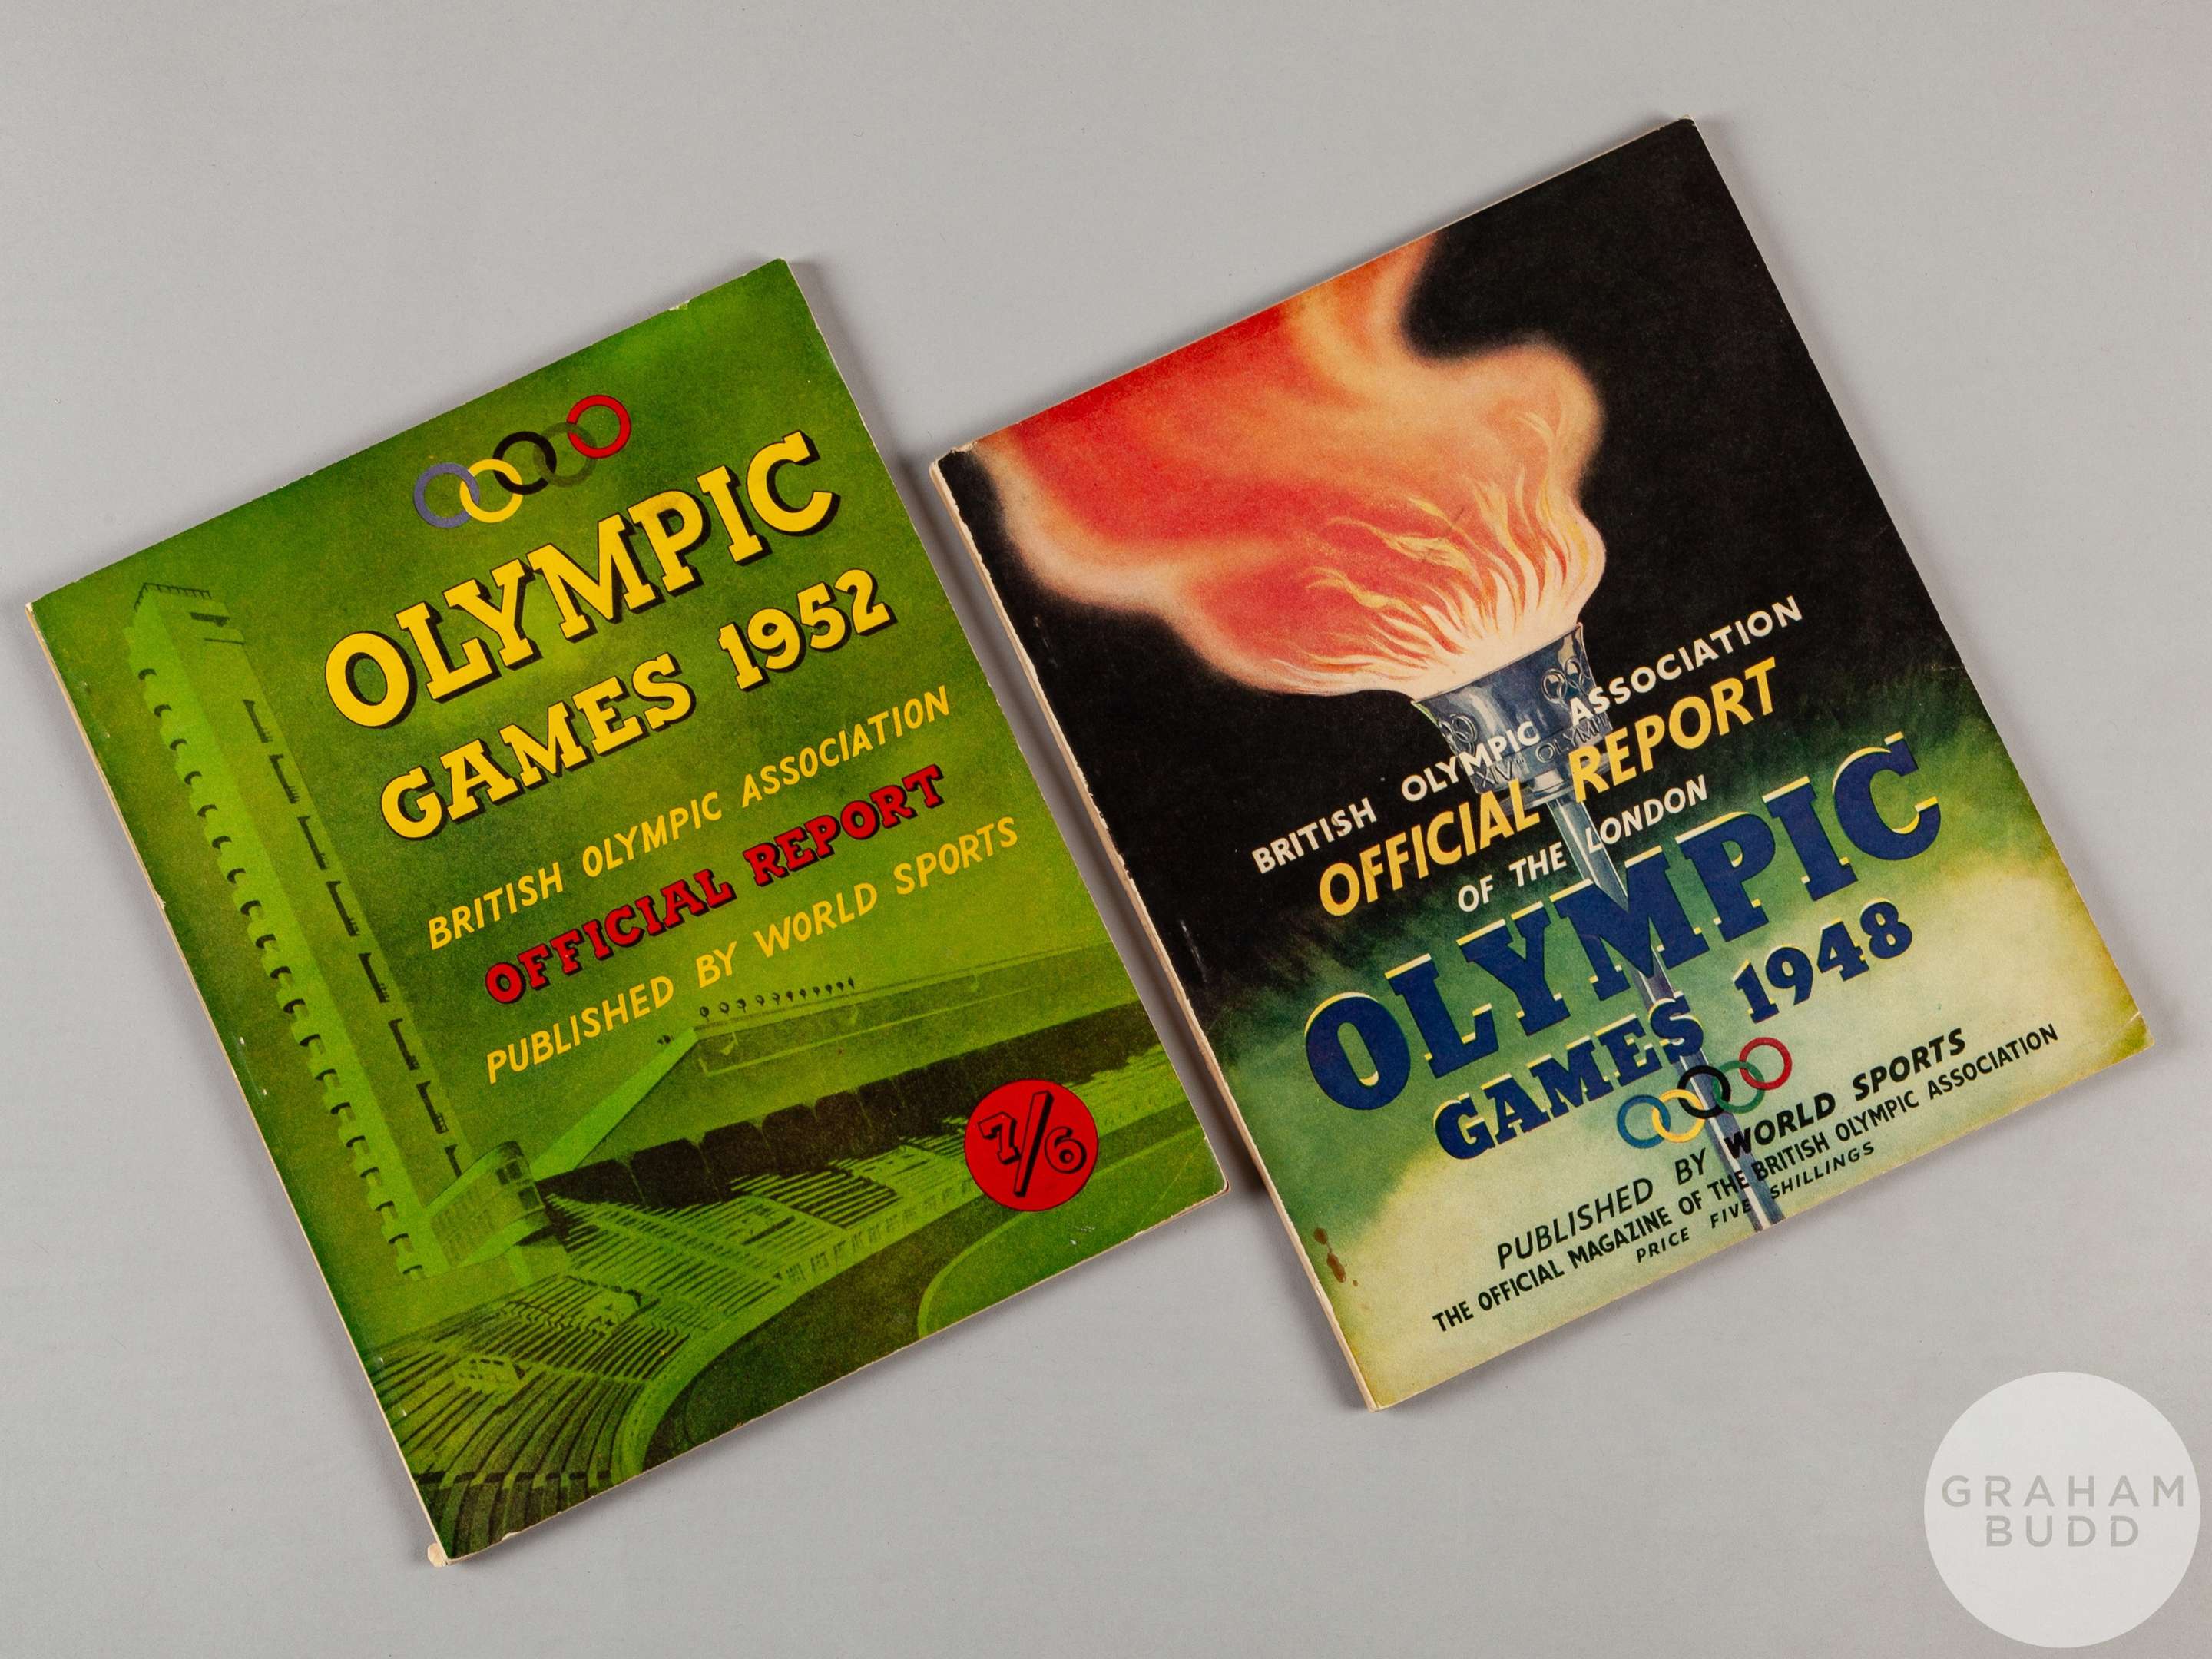 OLYMPIC
GAMES 1952
BRITISH OLYMPIC ASSOCIATION
OFFICIAL REPORT
PUBLISHED BY WORLD SPORTS
7/6
BRITISH OLYMPIC ASSOCIATION
OFFICIAL REPORT
OF THE LONDON
OLYMPIC
GAMES 1948
PUBLISHED BY WORLD SPORTS
THE OFFICIAL MAGAZINE OF THE BRITISH OLYMPIC ASSOCIATION
PRICE FIVE SHILLINGS
GRAHAM
BUDD